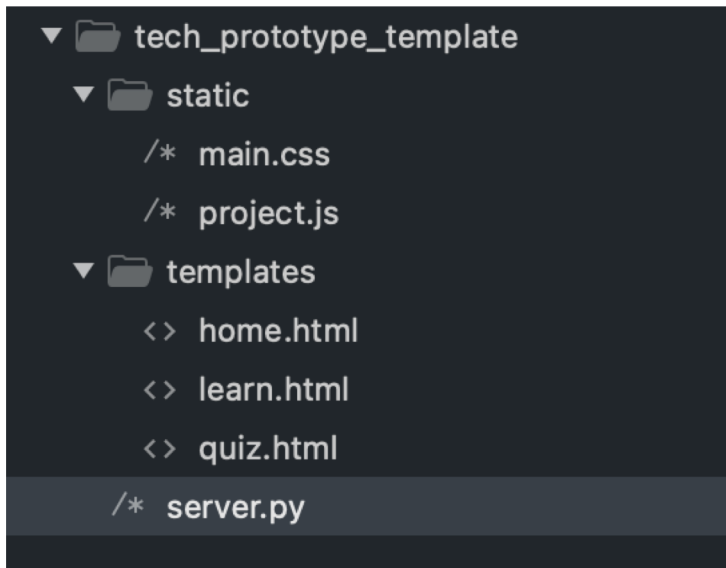 tech_prototype_template
static
/* main.css
/* project.js
templates
<> home.html
<> learn.html
<> quiz.html
/* server.py